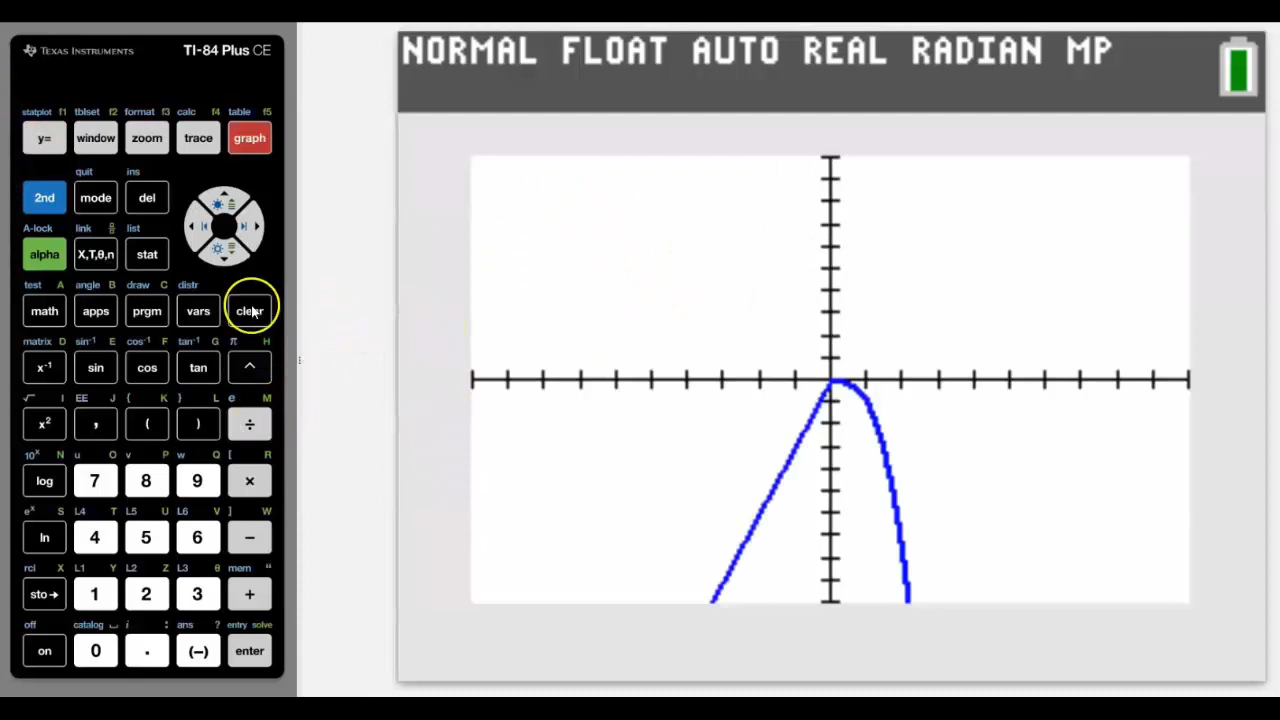 TEXAS INSTRUMENTS TI-84 Plus CE
NORMAL FLOAT AUTO REAL RADIAN MP
statplot f1 tblset f2 format f3 calc f4 table f5
y= window zoom trace graph
quit ins
2nd mode del
A-lock link list
alpha X,T,θ,n stat
test A angle B draw C distr
math apps prgm vars clear
matrix D sin⁻¹ E cos⁻¹ F tan⁻¹ G π H
x⁻¹ sin cos tan ^
√ I EE J { K } L e M
x² , ( ) ÷
10ˣ N u O v P w Q [ R
log 7 8 9 ×
eˣ S L4 T L5 U L6 V ] W
ln 4 5 6 −
rcl X L1 Y L2 Z L3 θ mem “
sto→ 1 2 3 +
off catalog ⎵ i : ans ? entry solve
on 0 . (−) enter